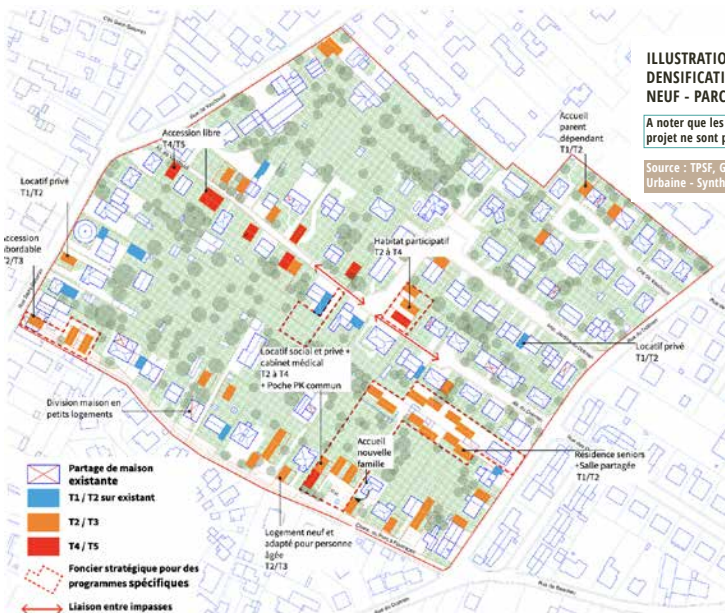 ILLUSTRATIO
DENSIFICATI
NEUF - PARC
A noter que les
projet ne sont p
Source : TPSF, G
Urbaine - Synth
Accession libre
T4/T5
Accueil
parent
dépendant
T1/T2
Locatif privé
T1/T2
Accession
abordable
T2/T3
Habitat participatif
T2 à T4
Locatif social et privé +
cabinet médical
T2 à T4
+ Poche PK commun
Locatif privé
T1/T2
Division maison en
petits logements
Accueil
nouvelle
famille
Résidence seniors
+Salle partagée
T1/T2
Logement neuf et
adapté pour personne
âgée
T2/T3
Partage de maison
existante
T1 / T2 sur existant
T2 / T3
T4 / T5
Foncier stratégique pour des
programmes spécifiques
Liaison entre impasses